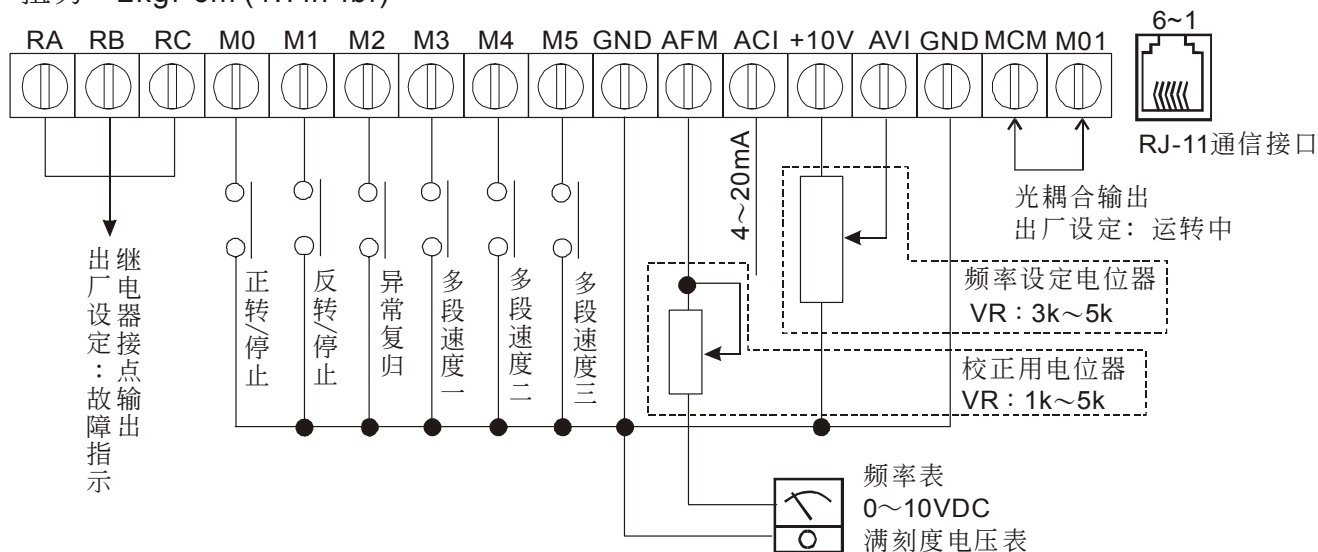 RA RB RC M0 M1 M2 M3 M4 M5 GND AFM ACI +10V AVI GND MCM M01
6~1
RJ-11通信接口
4～20mA
光耦合输出
出厂设定：运转中
继电器接点输出
出厂设定：故障指示
正转/停止
反转/停止
异常复归
多段速度一
多段速度二
多段速度三
频率设定电位器
VR：3k～5k
校正用电位器
VR：1k～5k
频率表
0～10VDC
满刻度电压表